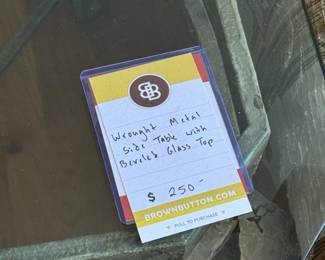 BB
Wrought Metal
Side Table with
Beveled Glass Top
$ 250-
BROWNBUTTON.COM
PULL TO PURCHASE